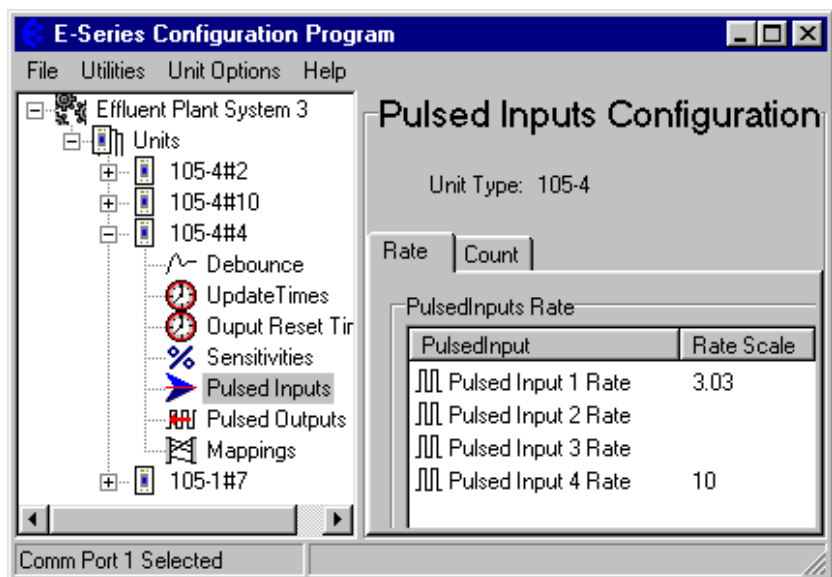 E-Series Configuration Program
File Utilities Unit Options Help
Effluent Plant System 3
Units
105-4#2
105-4#10
105-4#4
Debounce
UpdateTimes
Ouput Reset Tir
Sensitivities
Pulsed Inputs
Pulsed Outputs
Mappings
105-1#7
Pulsed Inputs Configuration
Unit Type: 105-4
Rate Count
PulsedInputs Rate
PulsedInput Rate Scale
Pulsed Input 1 Rate 3.03
Pulsed Input 2 Rate
Pulsed Input 3 Rate
Pulsed Input 4 Rate 10
Comm Port 1 Selected